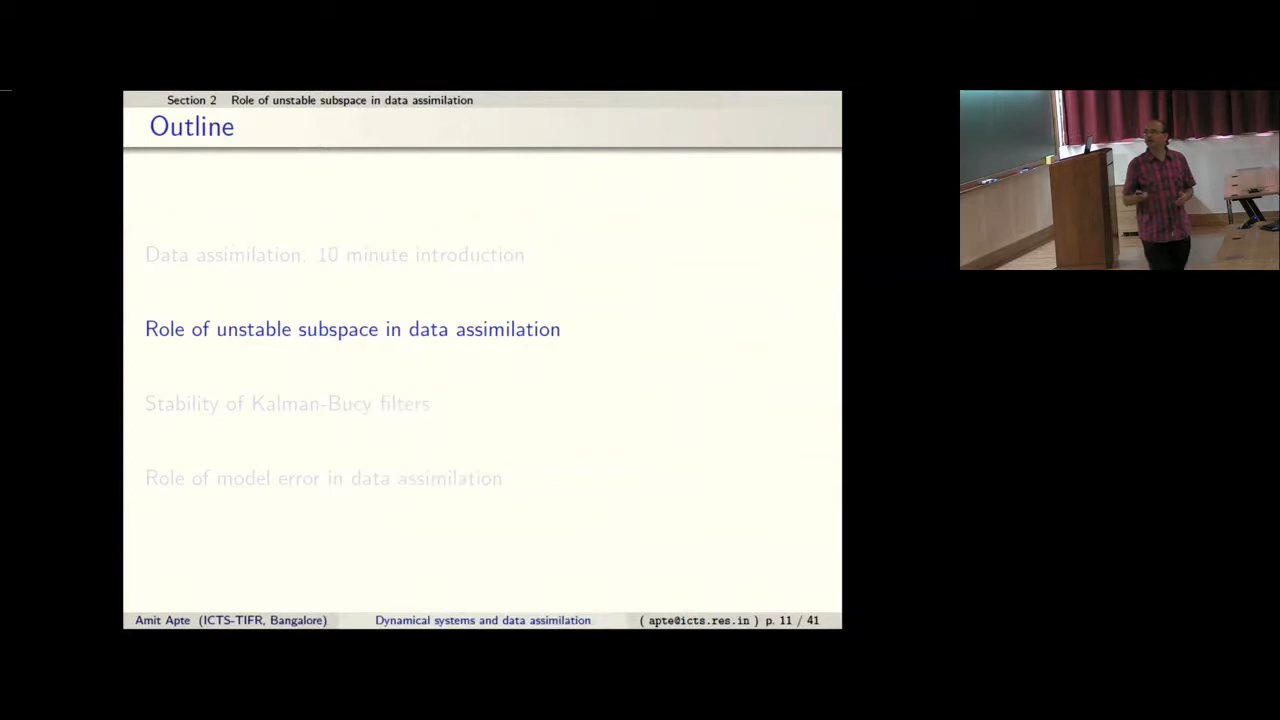 Section 2 Role of unstable subspace in data assimilation
Outline
Data assimilation. 10 minute introduction
Role of unstable subspace in data assimilation
Stability of Kalman-Bucy filters
Role of model error in data assimilation
Amit Apte (ICTS-TIFR, Bangalore) Dynamical systems and data assimilation ( apte@icts.res.in ) p. 11 / 41